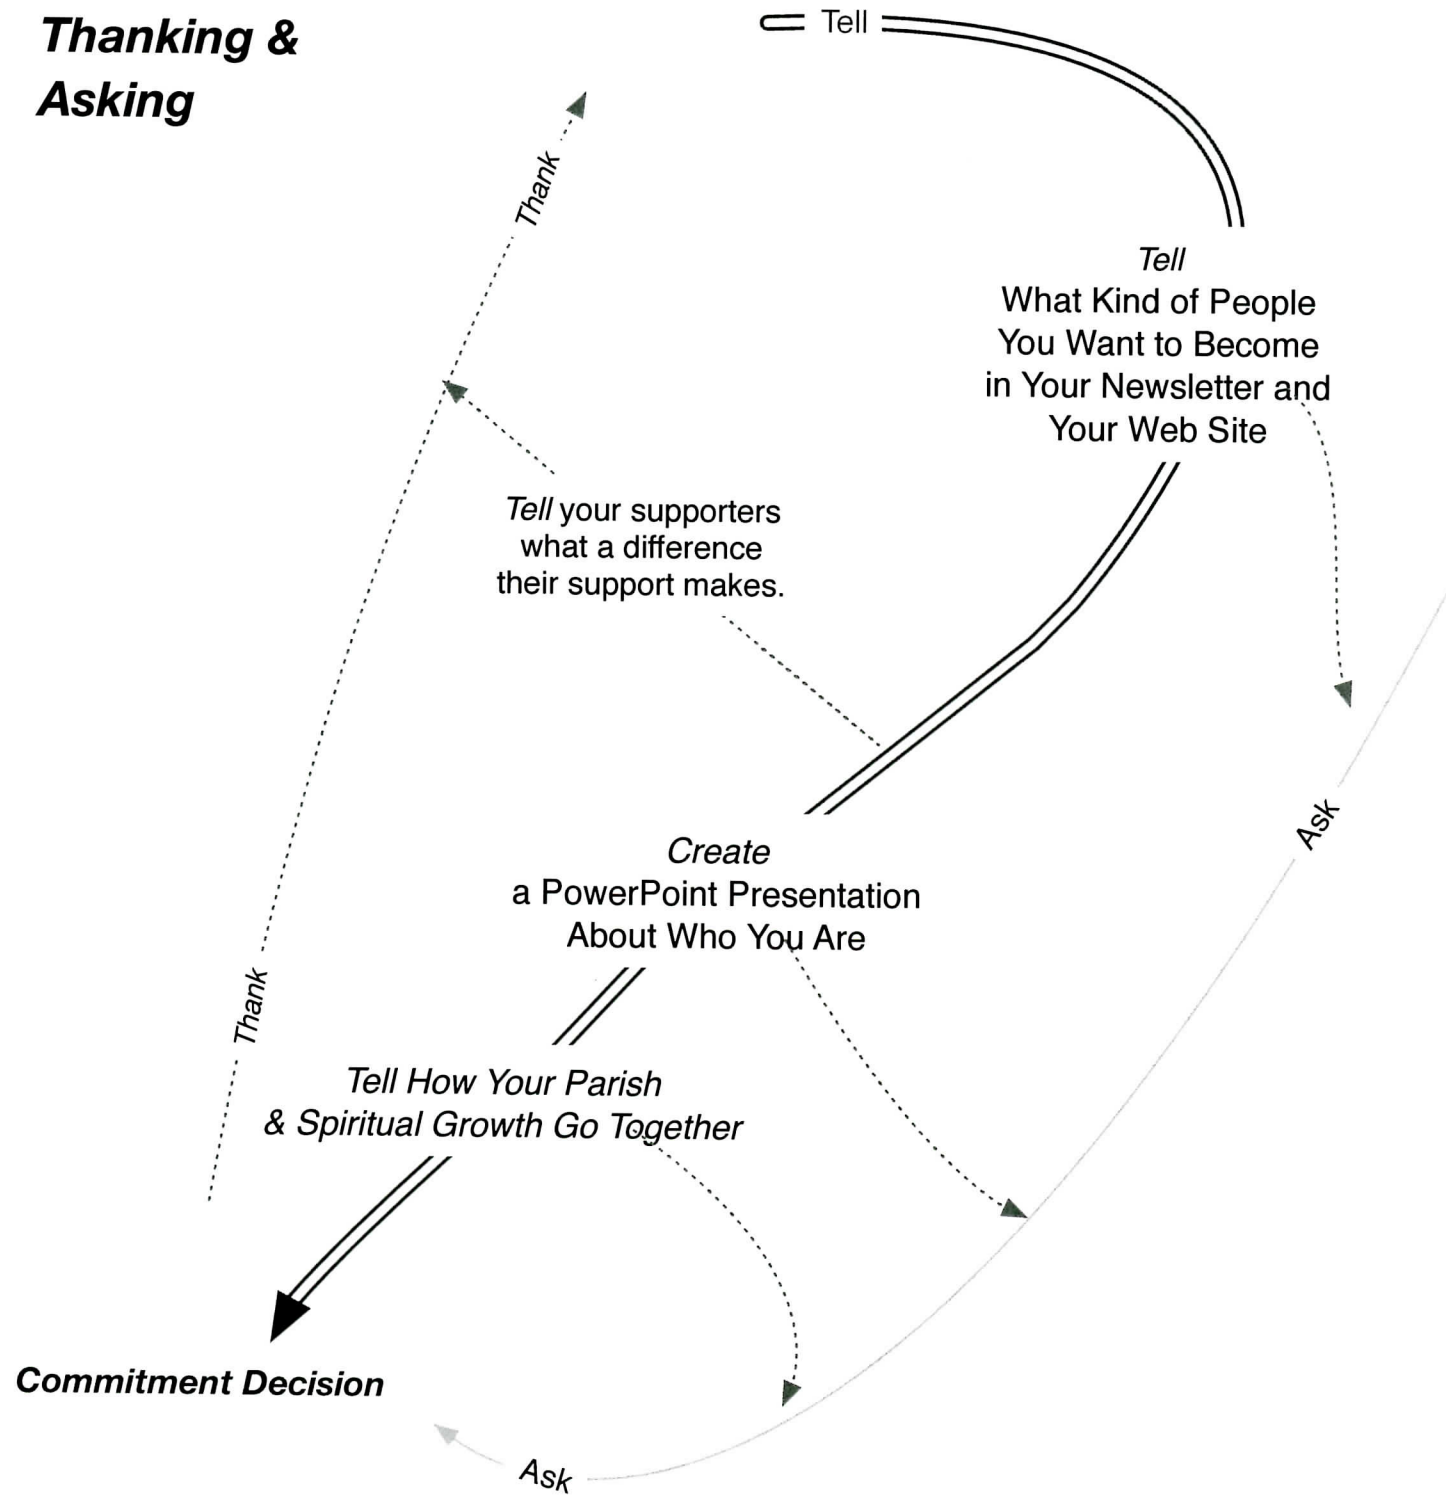 Thanking &
Asking
Tell
Thank
Tell
What Kind of People
You Want to Become
in Your Newsletter and
Your Web Site
Tell your supporters
what a difference
their support makes.
Ask
Create
a PowerPoint Presentation
About Who You Are
Thank
Tell How Your Parish
& Spiritual Growth Go Together
Commitment Decision
Ask